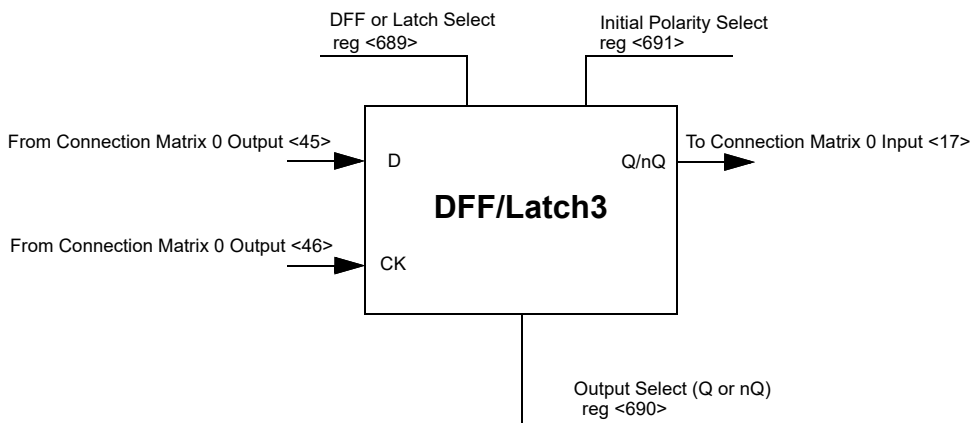 DFF or Latch Select
reg <689>
Initial Polarity Select
reg <691>
From Connection Matrix 0 Output <45>
To Connection Matrix 0 Input <17>
D
Q/nQ
DFF/Latch3
From Connection Matrix 0 Output <46>
CK
Output Select (Q or nQ)
reg <690>